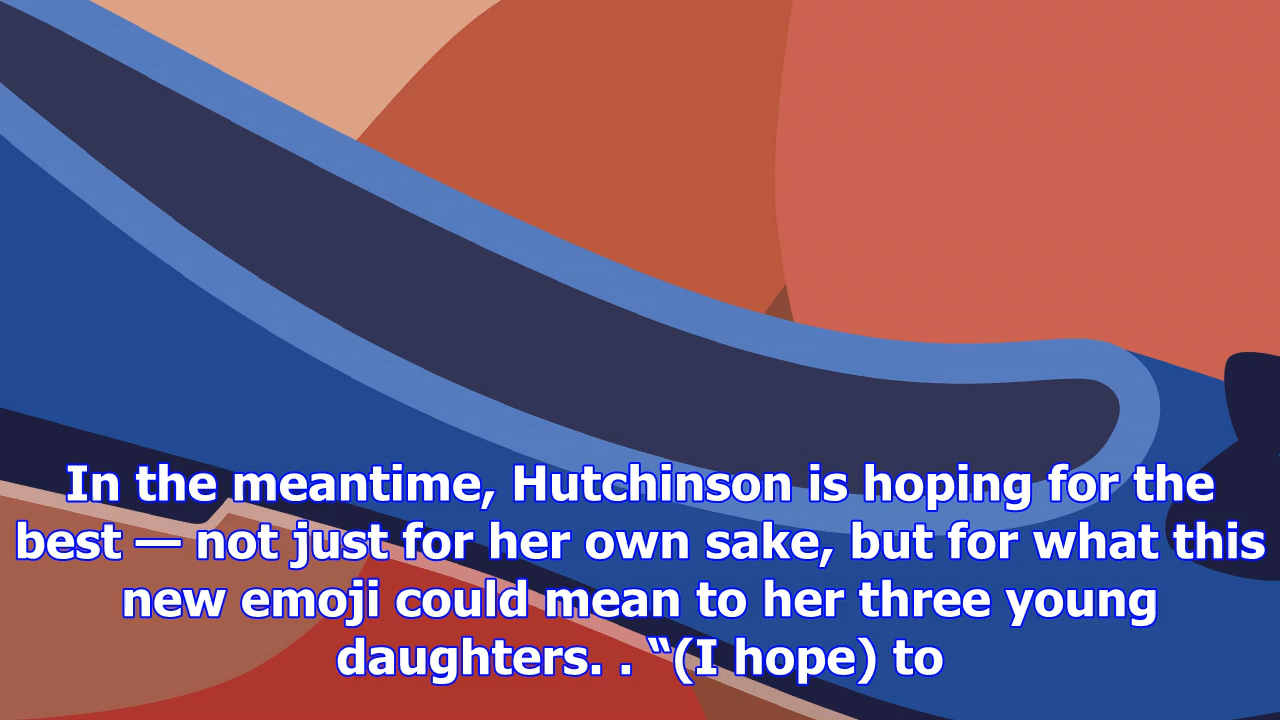 In the meantime, Hutchinson is hoping for the
best — not just for her own sake, but for what this
new emoji could mean to her three young
daughters. . “(I hope) to